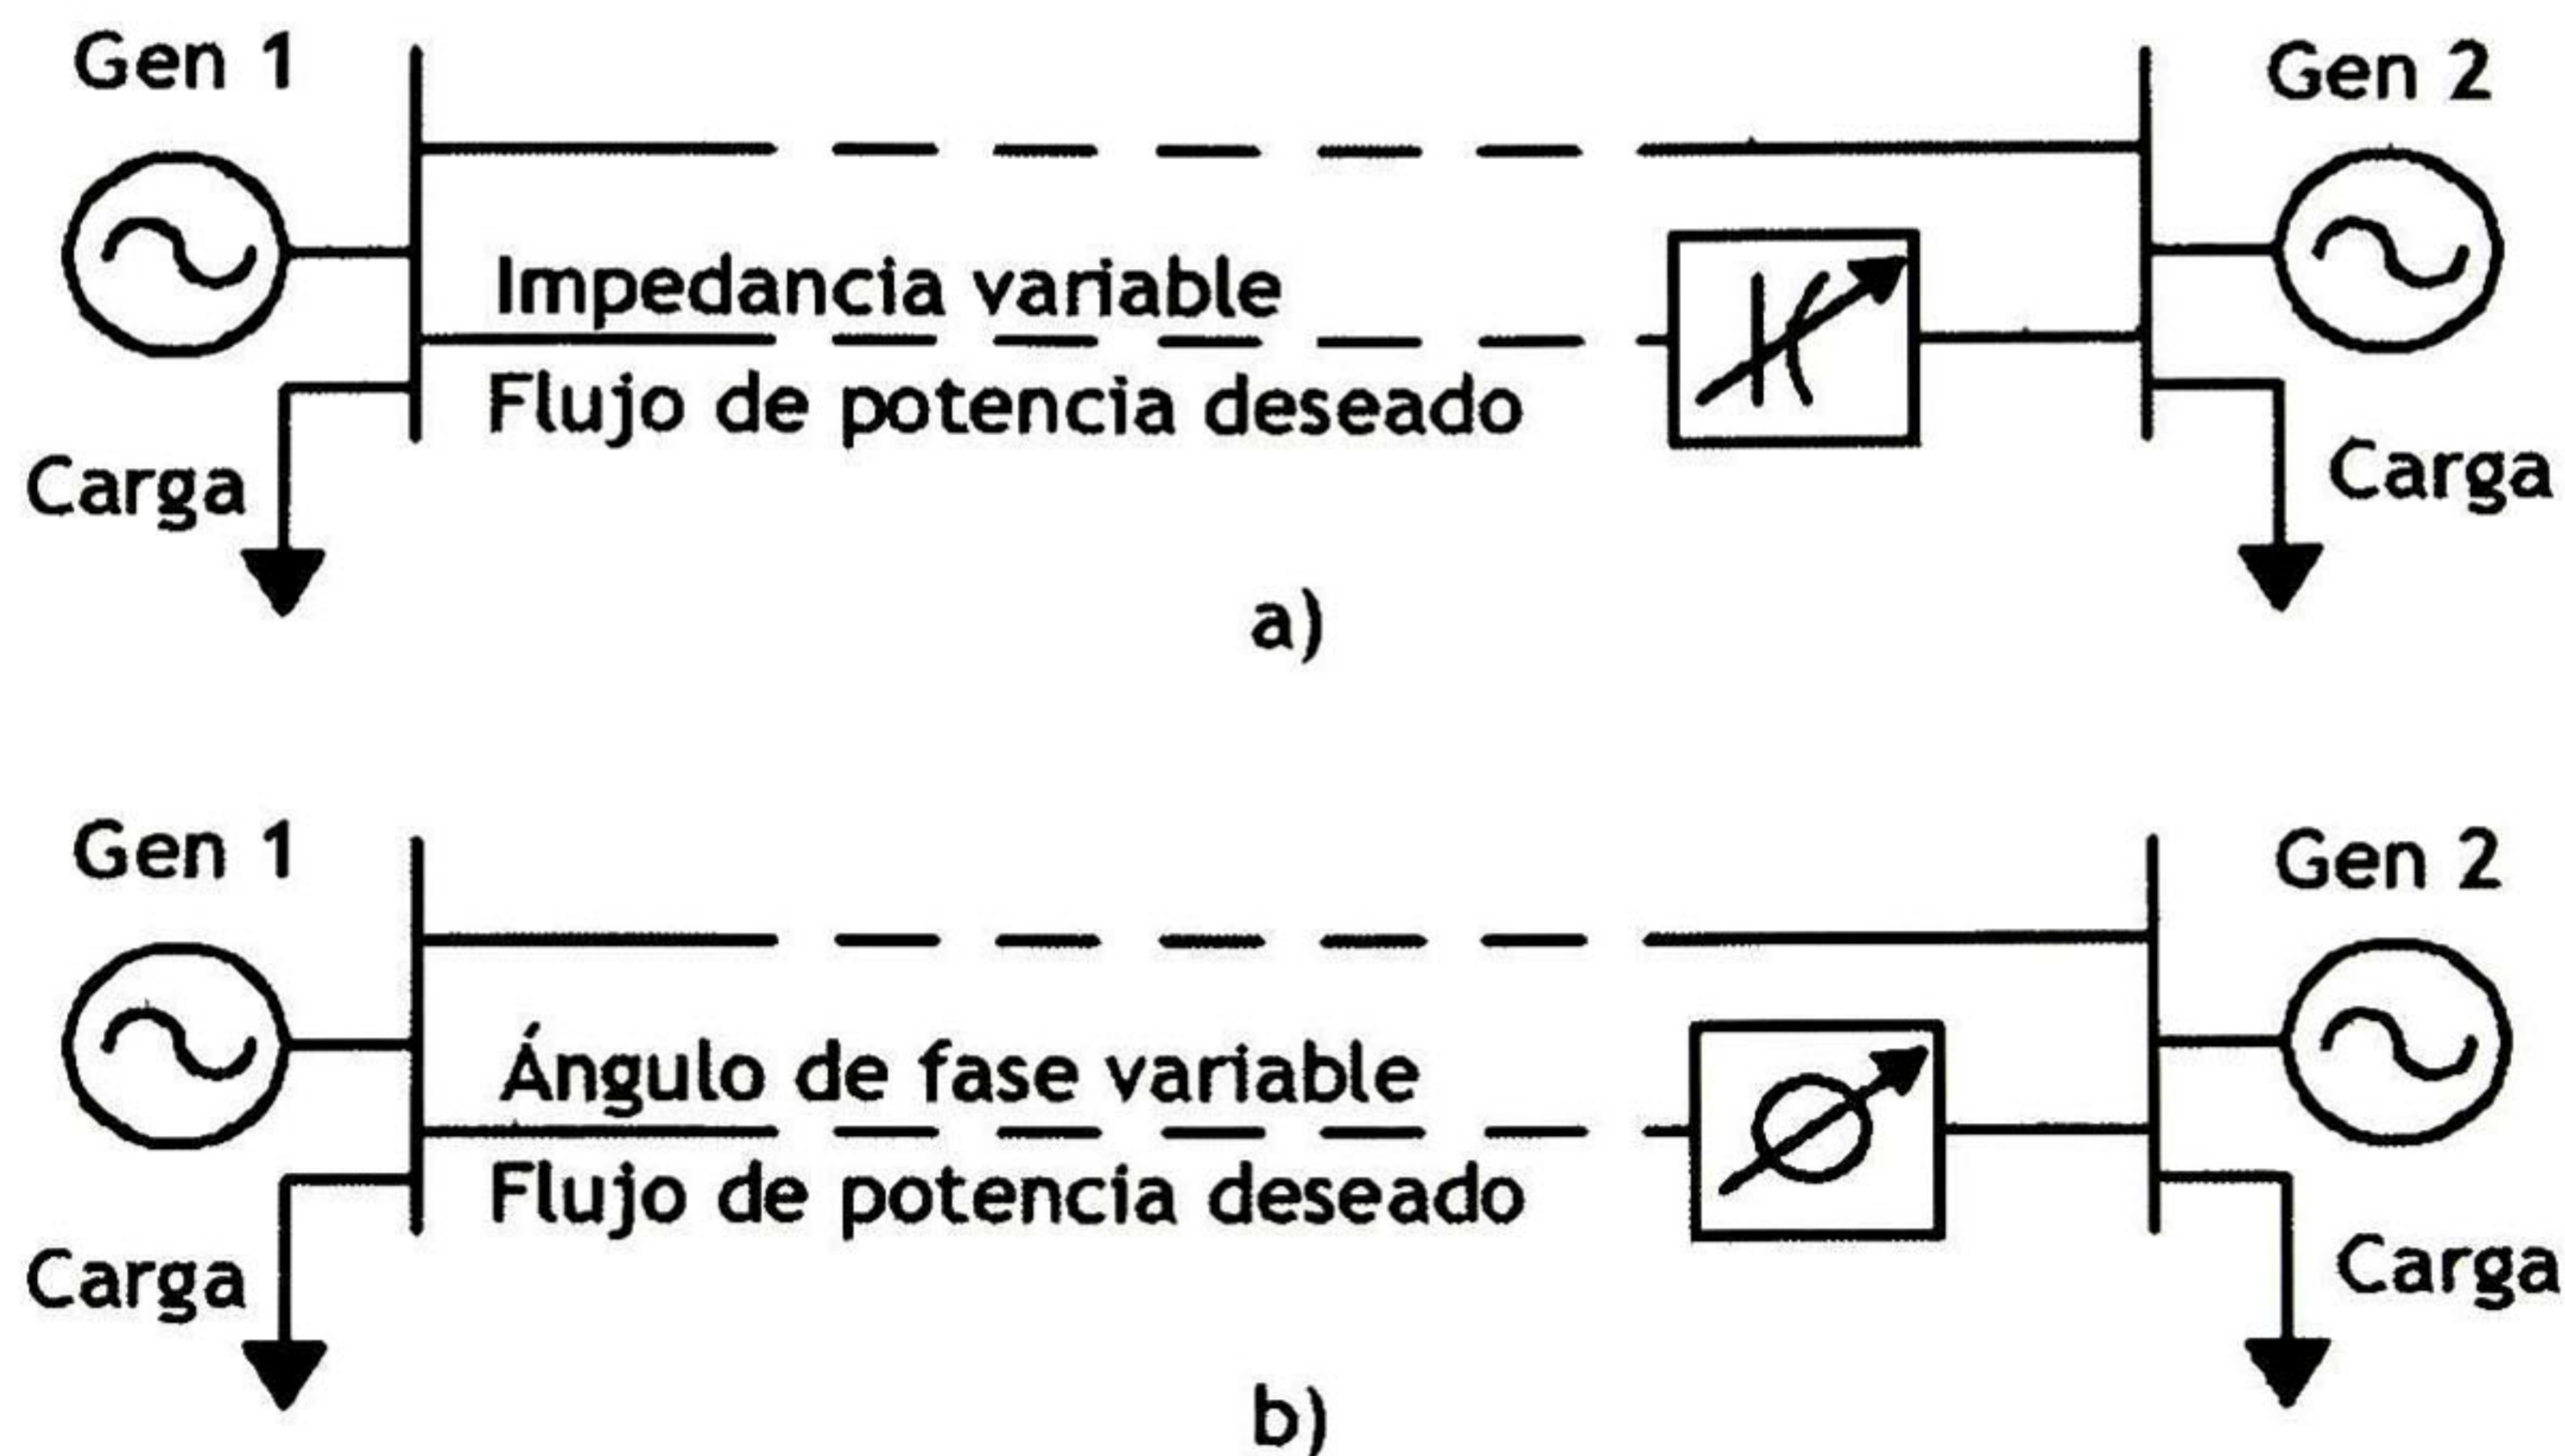 Gen 1
Gen 2
Impedancia variable
Flujo de potencia deseado
Carga
Carga
a)
Gen 1
Gen 2
Ángulo de fase variable
Flujo de potencia deseado
Carga
Carga
b)